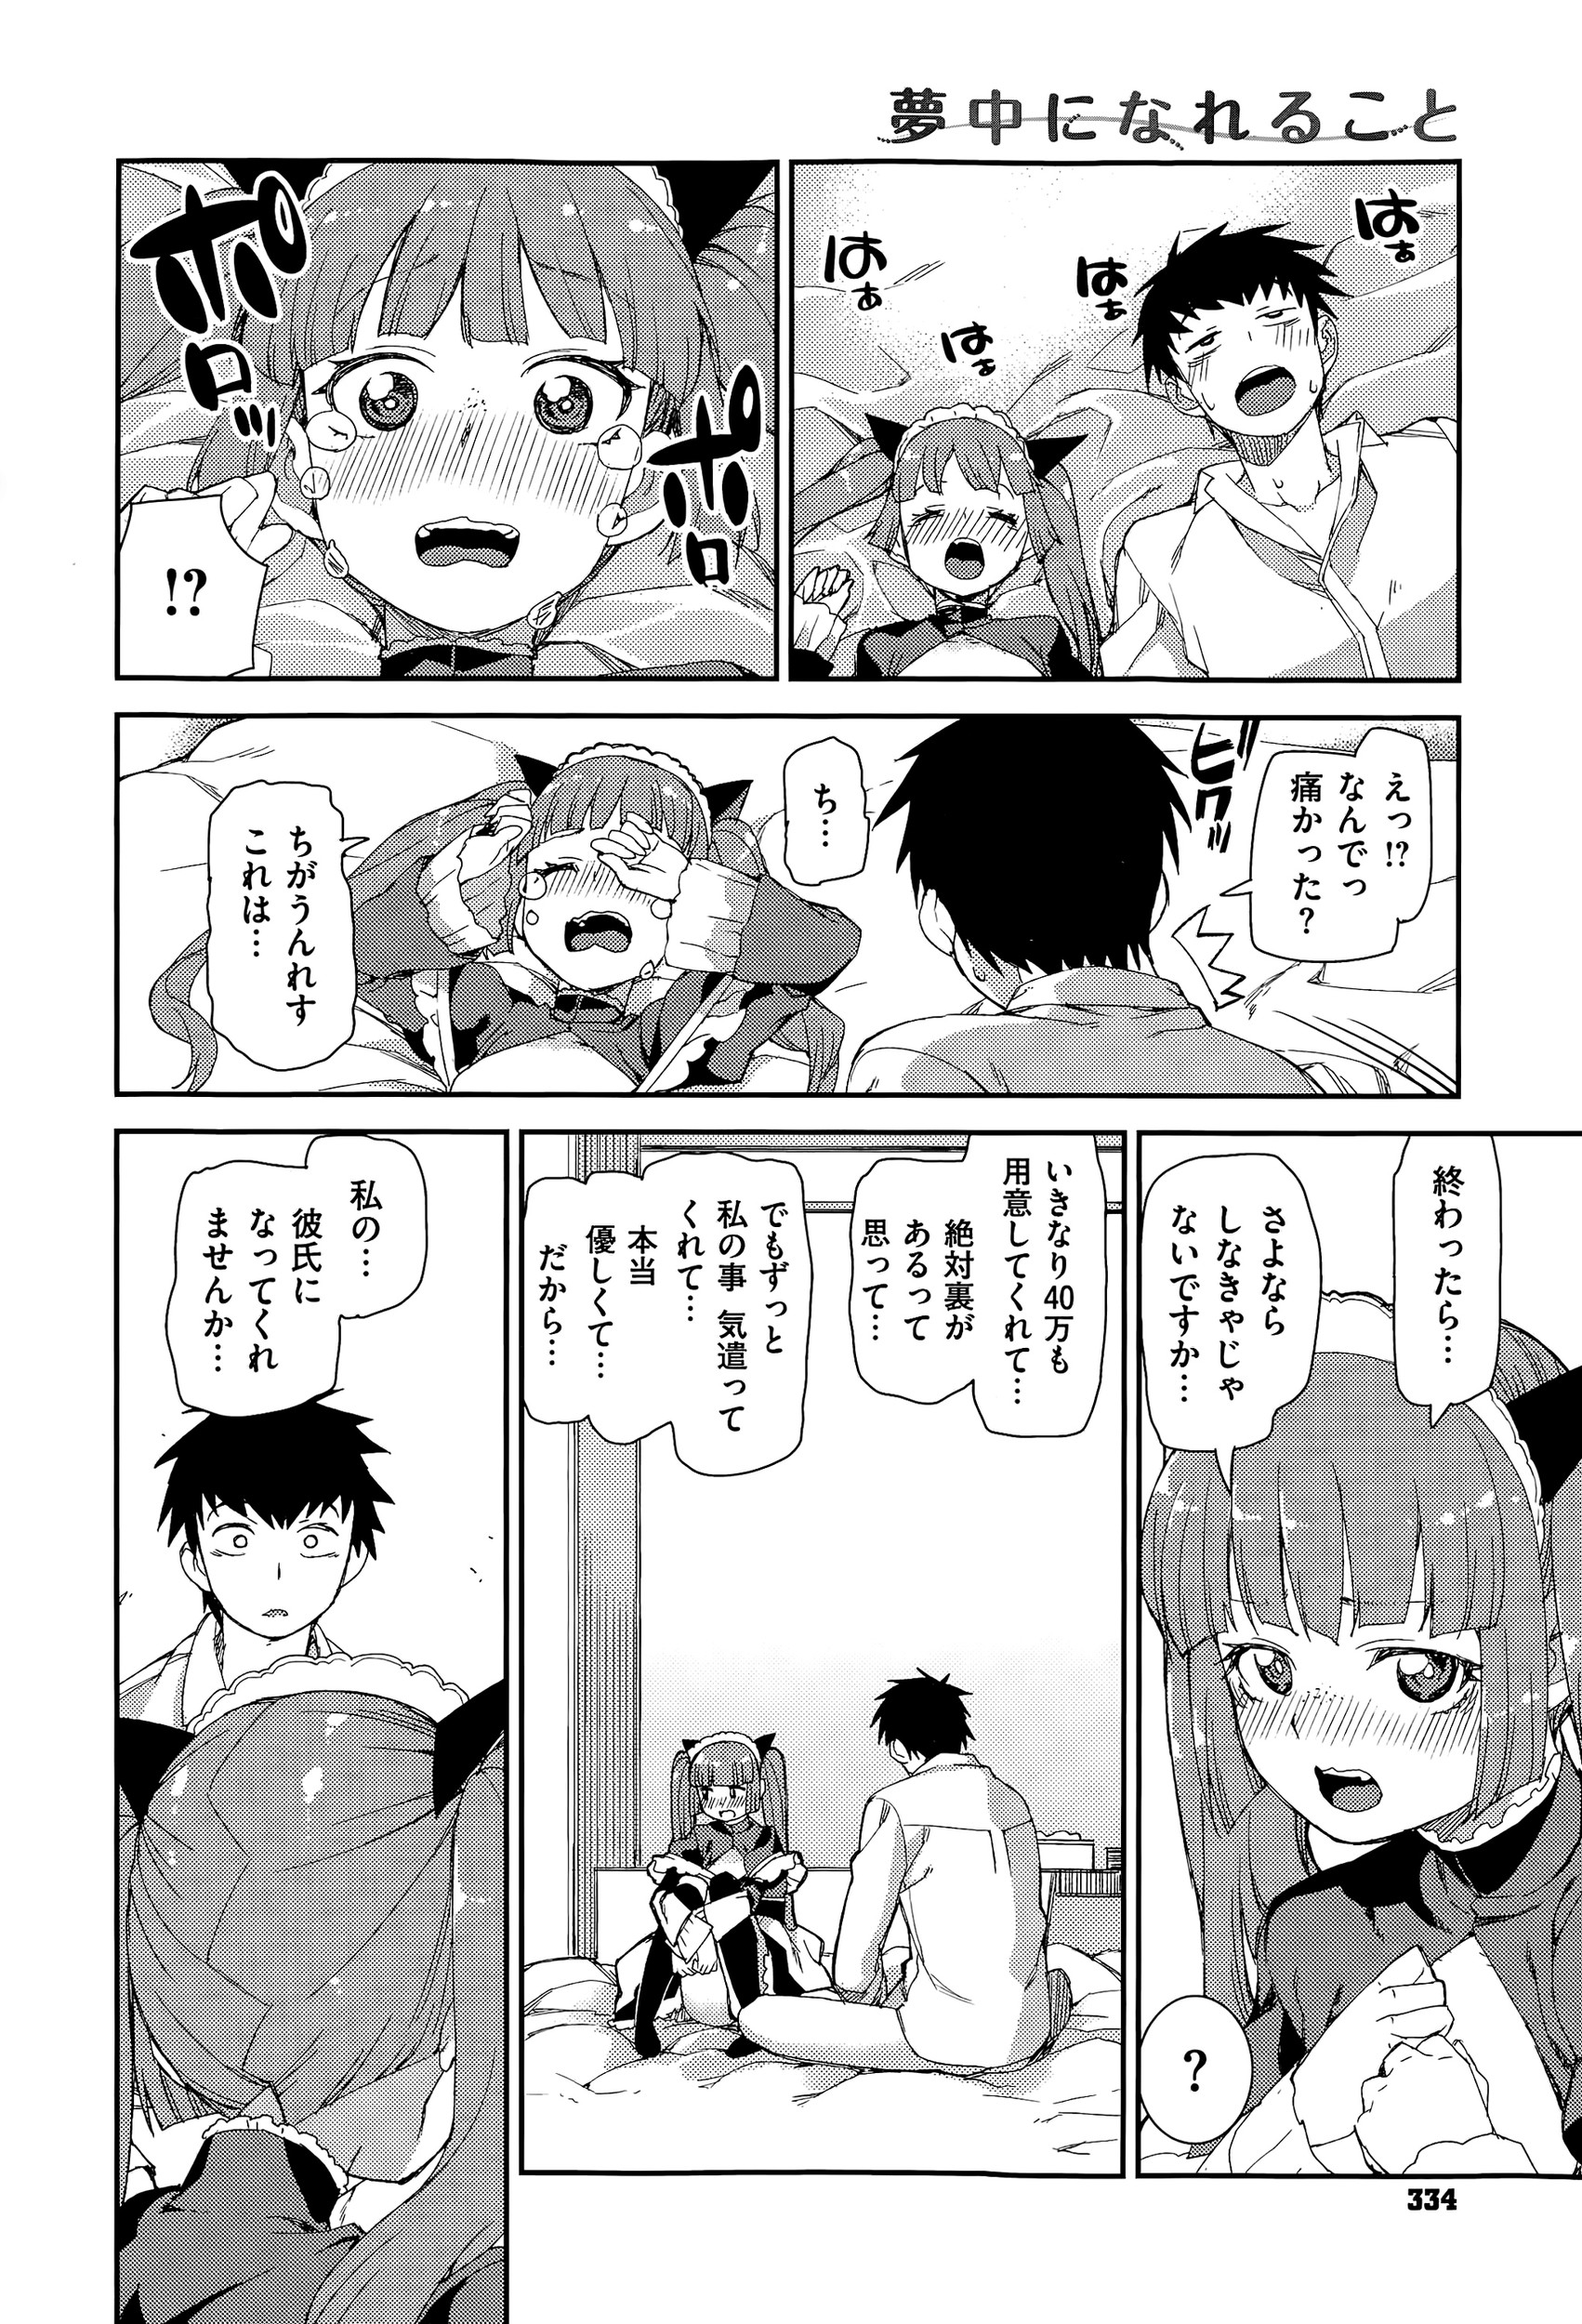 夢中になれること
はぁ
はぁ
はぁ
はぁ
ポロッ
ポロ
!?
えっ!?
なんでっ
痛かった？
ビクッ
ち…
ちがうんれす
これは…
終わったら…
さよなら
しなきゃじゃ
ないですか…
？
いきなり40万も
用意してくれて…
絶対裏が
あるって
思って…
でもずっと
私の事 気遣って
くれて…
本当
優しくて…
だから…
私の…
彼氏に
なってくれ
ませんか…
334